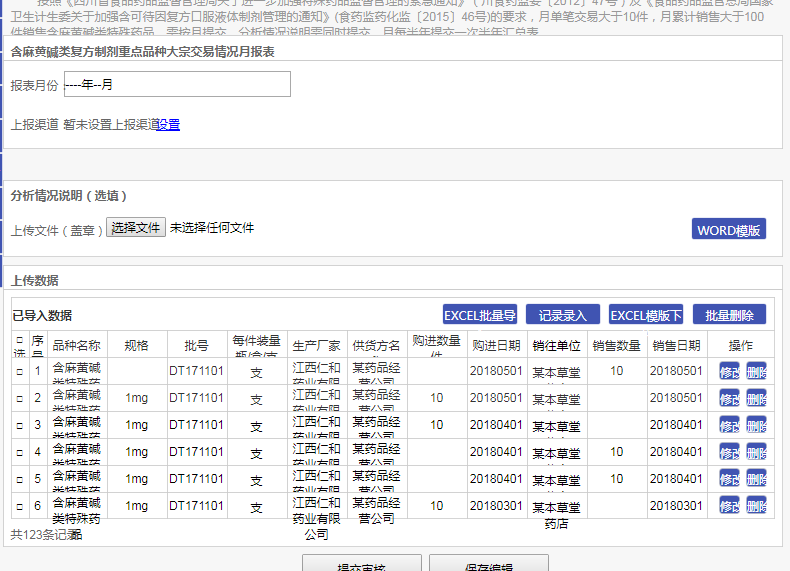 按照《四川省食品药品监督管理局关于进一步加强特殊药品监督管理的紧急通知》（川食药监委〔2012〕47号）及《食品药品监管总局国家
卫生计生委关于加强含可待因复方口服液体制剂管理的通知》(食药监药化监〔2015〕46号)的要求，月单笔交易大于10件，月累计销售大于100
件销售含麻黄碱类特殊药品，需按月提交，分析情况说明需同时提交，且每半年提交一次半年汇总表
含麻黄碱类复方制剂重点品种大宗交易情况月报表
报表月份 ----年--月
上报渠道 暂未设置上报渠道设置
分析情况说明（选填）
上传文件（盖章） 选择文件 未选择任何文件 WORD模版
上传数据
已导入数据 EXCEL批量导 记录录入 EXCEL模版下 批量删除
□选 序号 品种名称 规格 批号 每件装量 瓶/盒/支 生产厂家 供货方名 购进数量 件 购进日期 销往单位 销售数量 销售日期 操作
□ 1 含麻黄碱类特殊药 DT171101 支 江西仁和药业有限 某药品经营公司 20180501 某本草堂 10 20180501 修改 删除
□ 2 含麻黄碱类特殊药 1mg DT171101 支 江西仁和药业有限 某药品经营公司 10 20180501 某本草堂 20180501 修改 删除
□ 3 含麻黄碱类特殊药 1mg DT171101 支 江西仁和药业有限 某药品经营公司 10 20180401 某本草堂 20180401 修改 删除
□ 4 含麻黄碱类特殊药 1mg DT171101 支 江西仁和药业有限 某药品经营公司 20180401 某本草堂 10 20180401 修改 删除
□ 5 含麻黄碱类特殊药 1mg DT171101 支 江西仁和药业有限 某药品经营公司 20180401 某本草堂 10 20180401 修改 删除
□ 6 含麻黄碱类特殊药品 1mg DT171101 支 江西仁和药业有限公司 某药品经营公司 10 20180301 某本草堂药店 20180301 修改 删除
共123条记录
提交审核 保存编辑